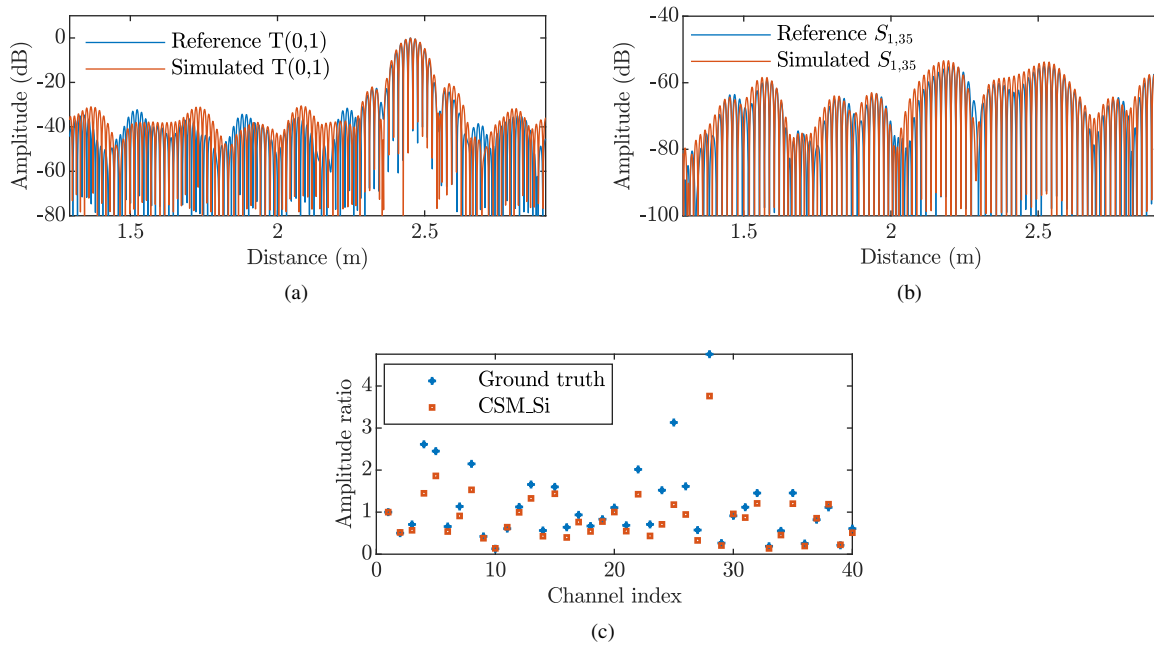 0
-20
-40
-60
-80
Amplitude (dB)
Reference T(0,1)
Simulated T(0,1)
1.5
2
2.5
Distance (m)
(a)
-40
-60
-80
-100
Amplitude (dB)
Reference S1,35
Simulated S1,35
1.5
2
2.5
Distance (m)
(b)
4
3
2
1
0
Amplitude ratio
Ground truth
CSM_Si
0
10
20
30
40
Channel index
(c)